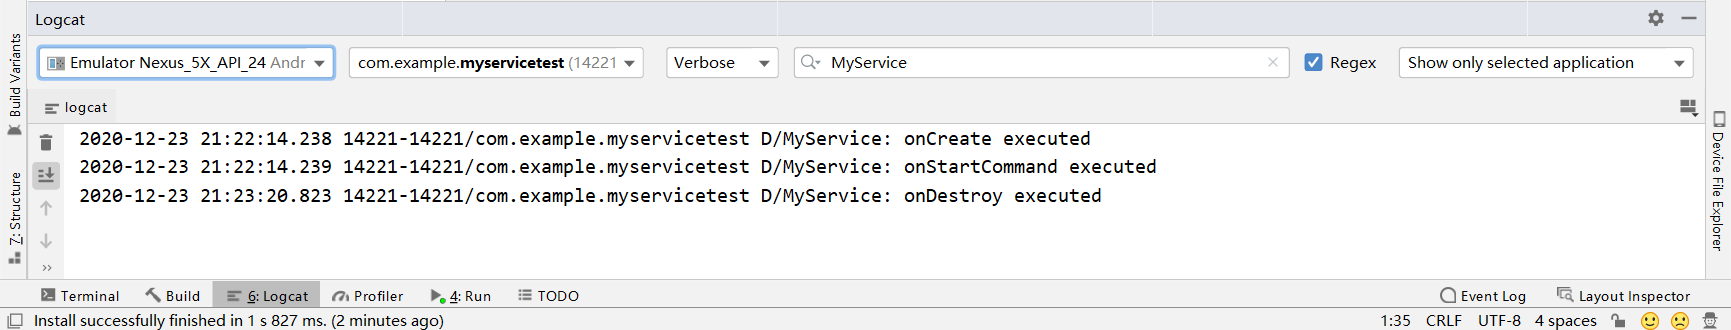 Logcat
Emulator Nexus_5X_API_24 Andr com.example.myservicetest (14221 Verbose MyService Regex Show only selected application
logcat
2020-12-23 21:22:14.238 14221-14221/com.example.myservicetest D/MyService: onCreate executed
2020-12-23 21:22:14.239 14221-14221/com.example.myservicetest D/MyService: onStartCommand executed
2020-12-23 21:23:20.823 14221-14221/com.example.myservicetest D/MyService: onDestroy executed
Build Variants
7: Structure
Device File Explorer
Terminal Build 6: Logcat Profiler 4: Run TODO Event Log Layout Inspector
Install successfully finished in 1 s 827 ms. (2 minutes ago) 1:35 CRLF UTF-8 4 spaces